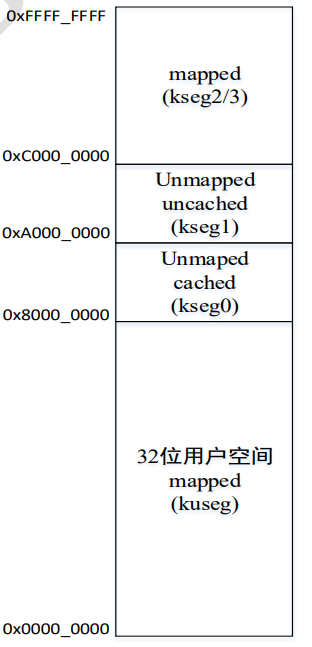 0xFFFF_FFFF
mapped
(kseg2/3)
0xC000_0000
Unmapped
uncached
(kseg1)
0xA000_0000
Unmaped
cached
(kseg0)
0x8000_0000
32位用户空间
mapped
(kuseg)
0x0000_0000